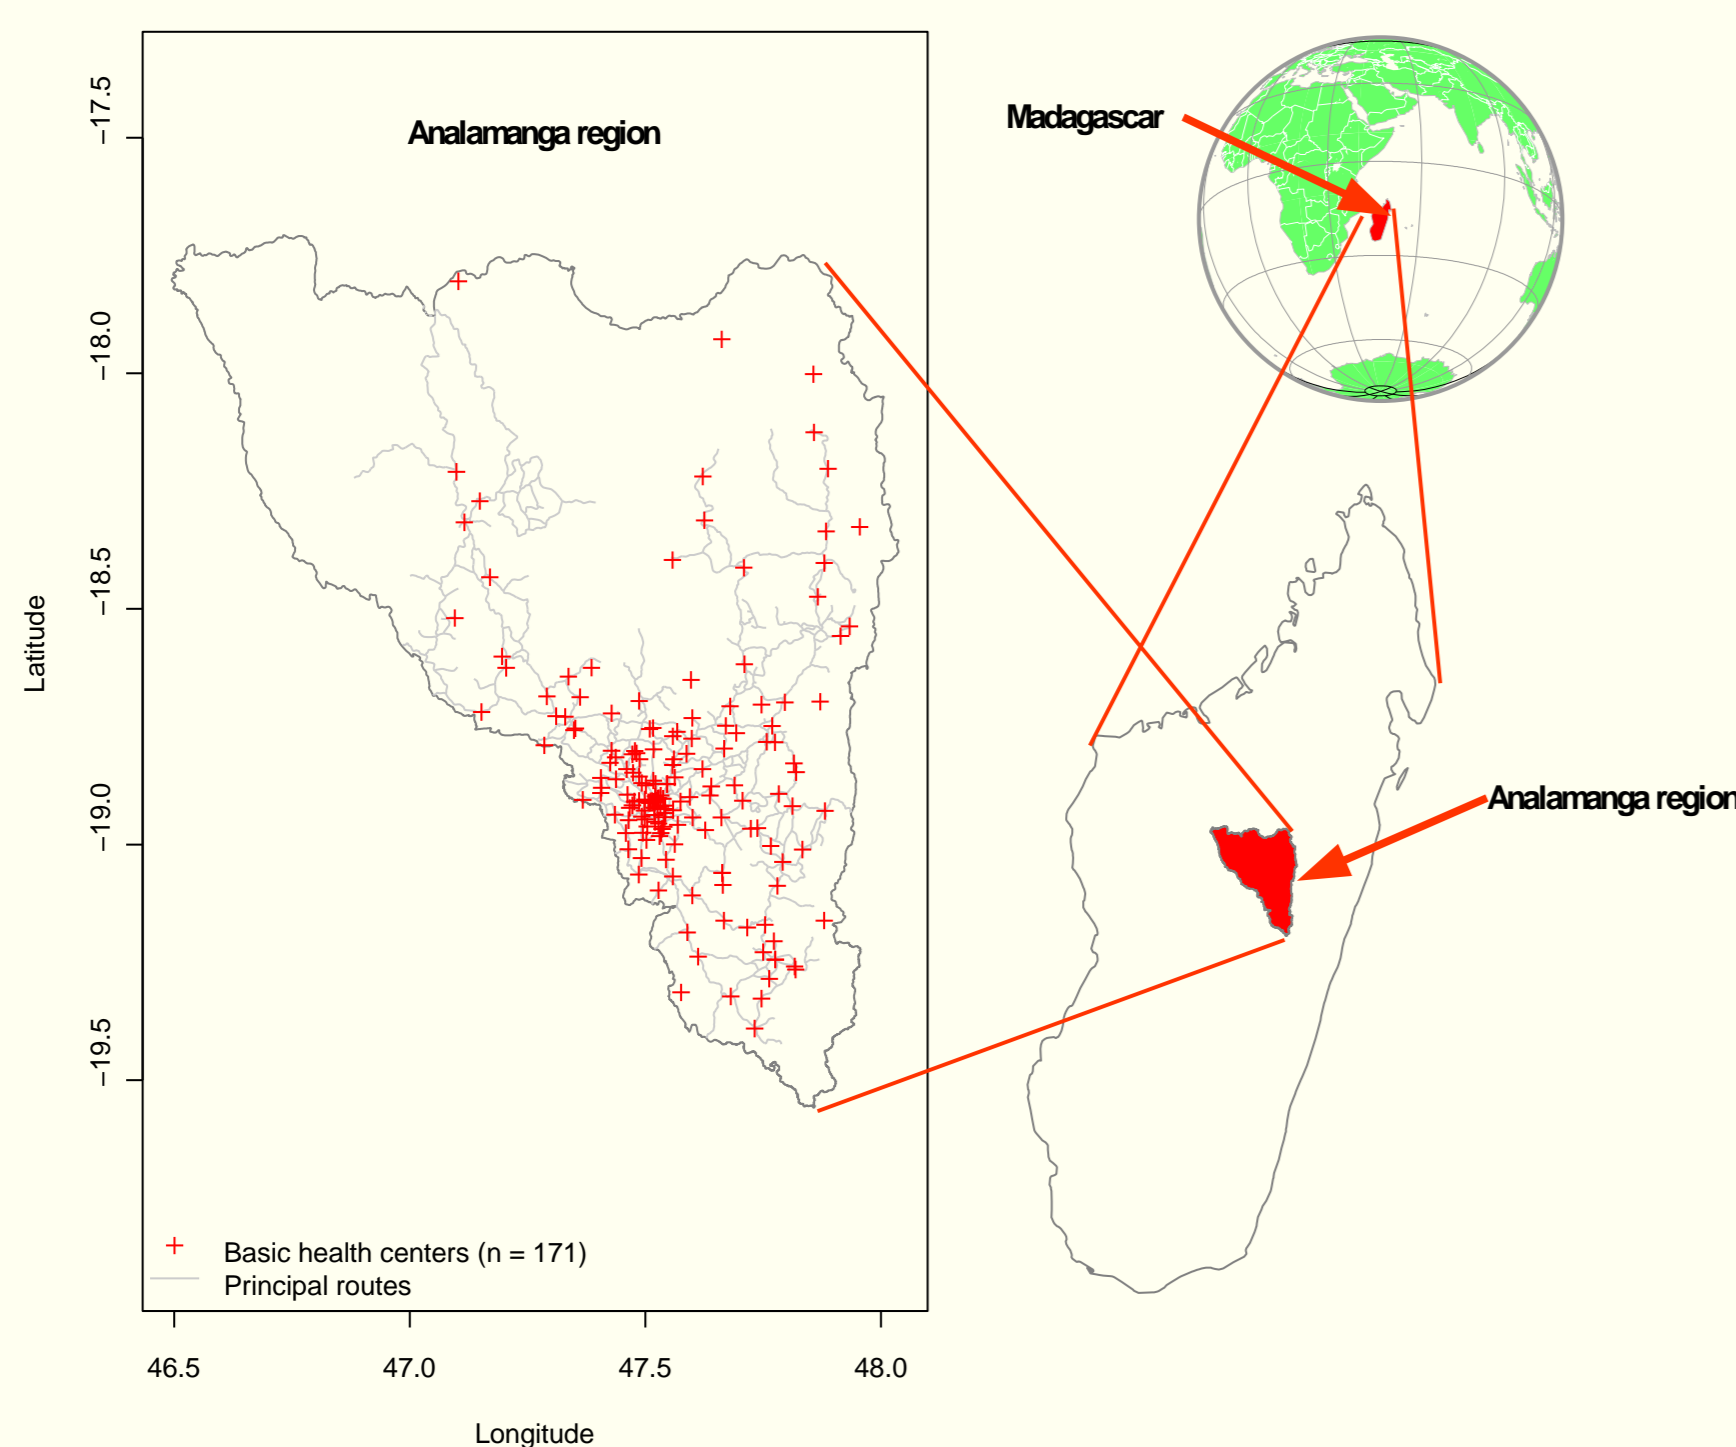 Analamanga region
Madagascar
−17.5
−18.0
−18.5
−19.0
−19.5
Latitude
Analamanga region
Basic health centers (n = 171)
Principal routes
46.5 47.0 47.5 48.0
Longitude